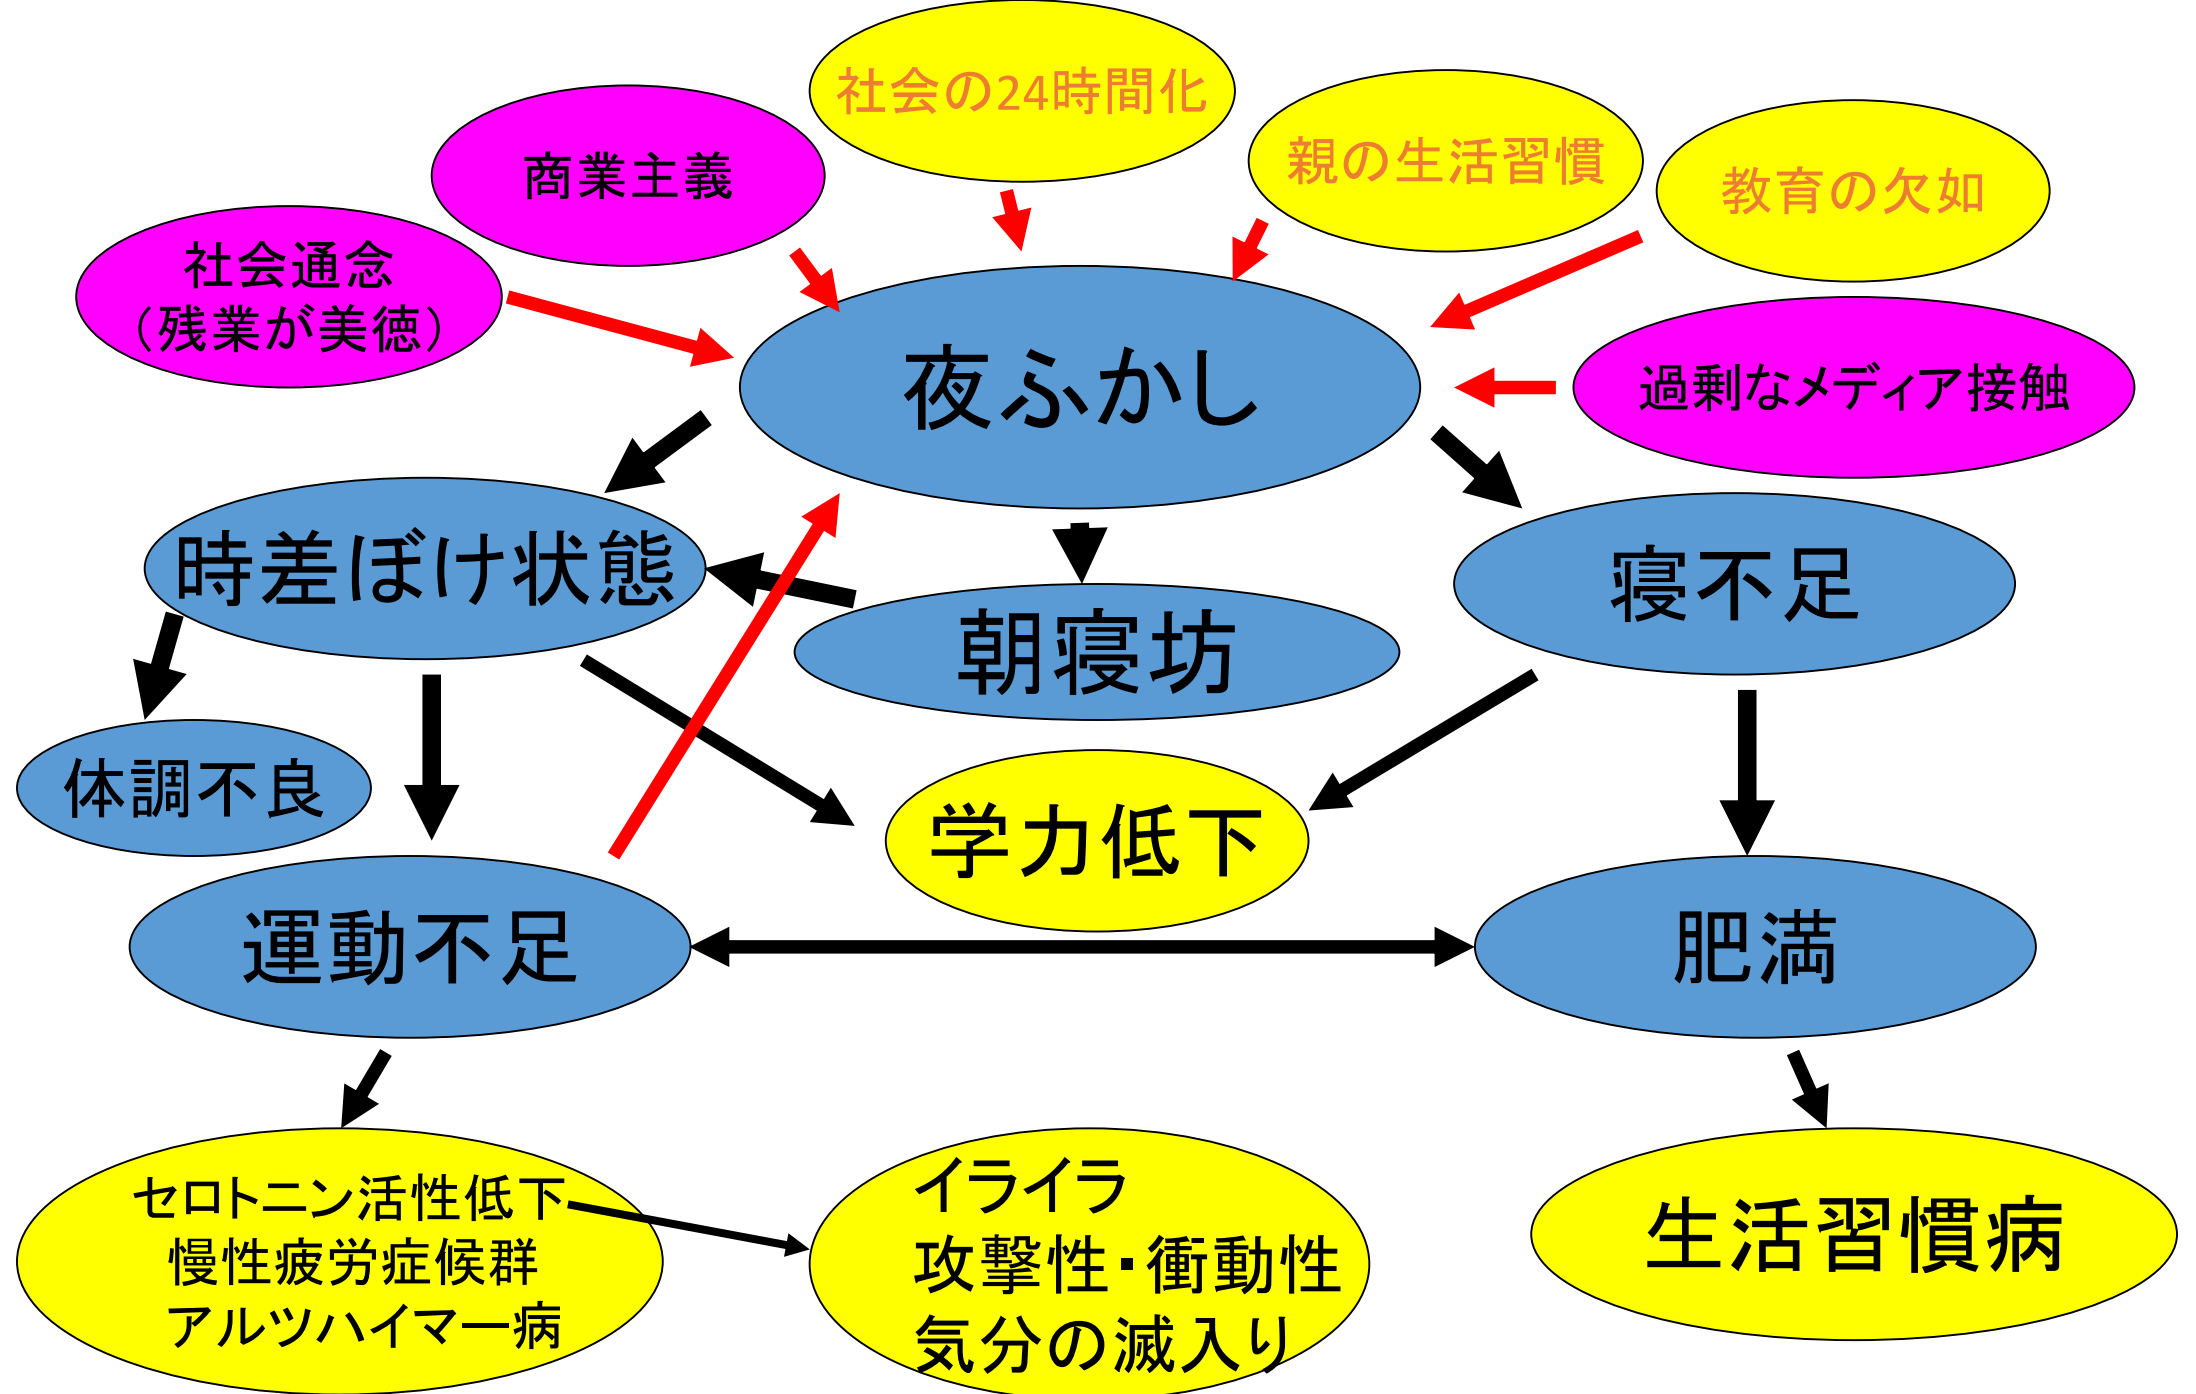 社会の24時間化
商業主義
親の生活習慣
教育の欠如
社会通念
（残業が美徳）
夜ふかし
過剰なメディア接触
時差ぼけ状態
寝不足
朝寝坊
体調不良
学力低下
運動不足
肥満
セロトニン活性低下
慢性疲労症候群
アルツハイマー病
イライラ
攻撃性・衝動性
気分の滅入り
生活習慣病